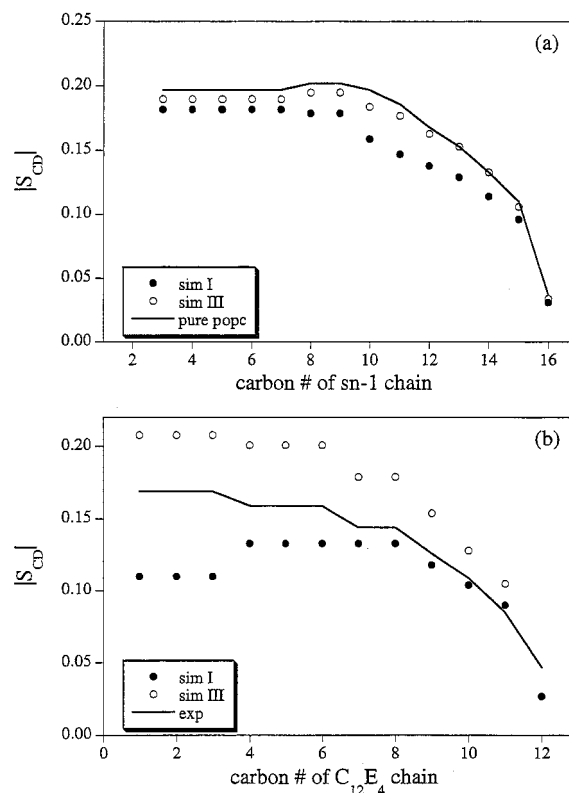 (a)
|S_CD|
0.25
0.20
0.15
0.10
0.05
0.00
sim I
sim III
pure popc
2 4 6 8 10 12 14 16
carbon # of sn-1 chain
(b)
|S_CD|
0.20
0.15
0.10
0.05
0.00
sim I
sim III
exp
0 2 4 6 8 10 12
carbon # of C₁₂E₄ chain